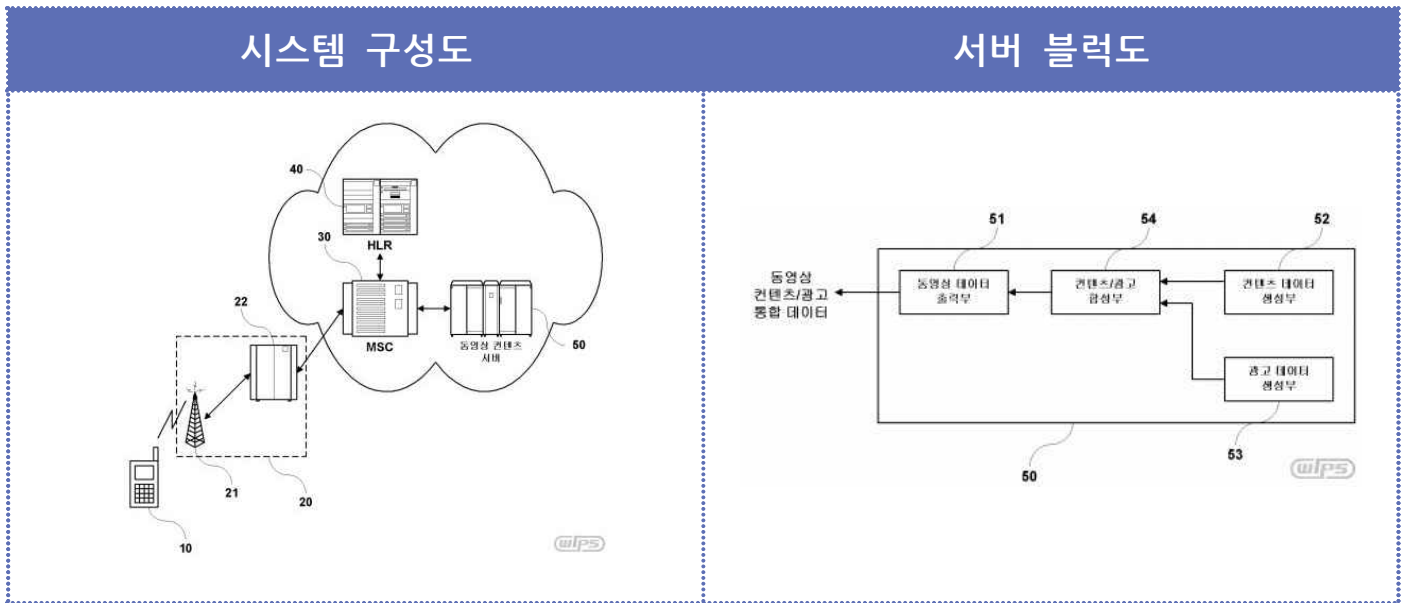 시스템 구성도
서버 블럭도
40
HLR
30
22
MSC
동영상 컨텐츠
서버
50
21
20
10
wips
51
54
52
동영상
컨텐츠/광고
통합 데이터
동영상 데이터
출력부
컨텐츠/광고
합성부
컨텐츠 데이터
생성부
광고 데이터
생성부
53
50
wips